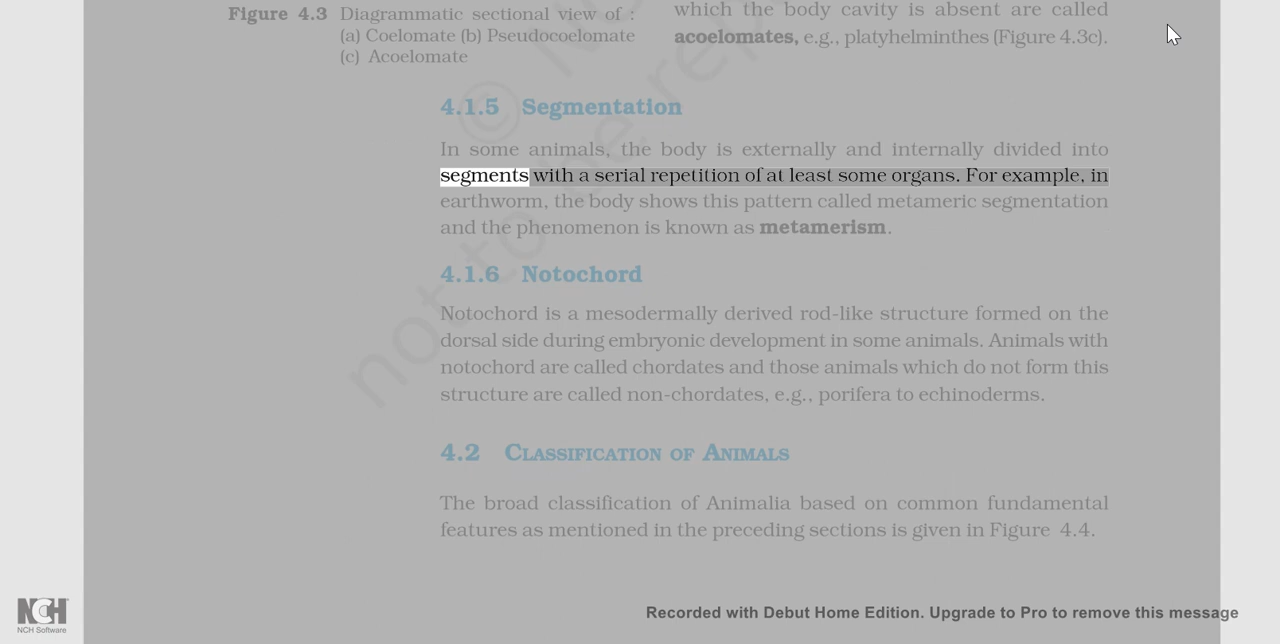 Figure 4.3 Diagrammatic sectional view of :
(a) Coelomate (b) Pseudocoelomate
(c) Acoelomate
which the body cavity is absent are called
acoelomates, e.g., platyhelminthes (Figure 4.3c).
4.1.5 Segmentation
In some animals, the body is externally and internally divided into
segments with a serial repetition of at least some organs. For example, in
earthworm, the body shows this pattern called metameric segmentation
and the phenomenon is known as metamerism.
4.1.6 Notochord
Notochord is a mesodermally derived rod-like structure formed on the
dorsal side during embryonic development in some animals. Animals with
notochord are called chordates and those animals which do not form this
structure are called non-chordates, e.g., porifera to echinoderms.
4.2 Classification of Animals
The broad classification of Animalia based on common fundamental
features as mentioned in the preceding sections is given in Figure 4.4.
not to be rep
© N
NCH
NCH Software
Recorded with Debut Home Edition. Upgrade to Pro to remove this message